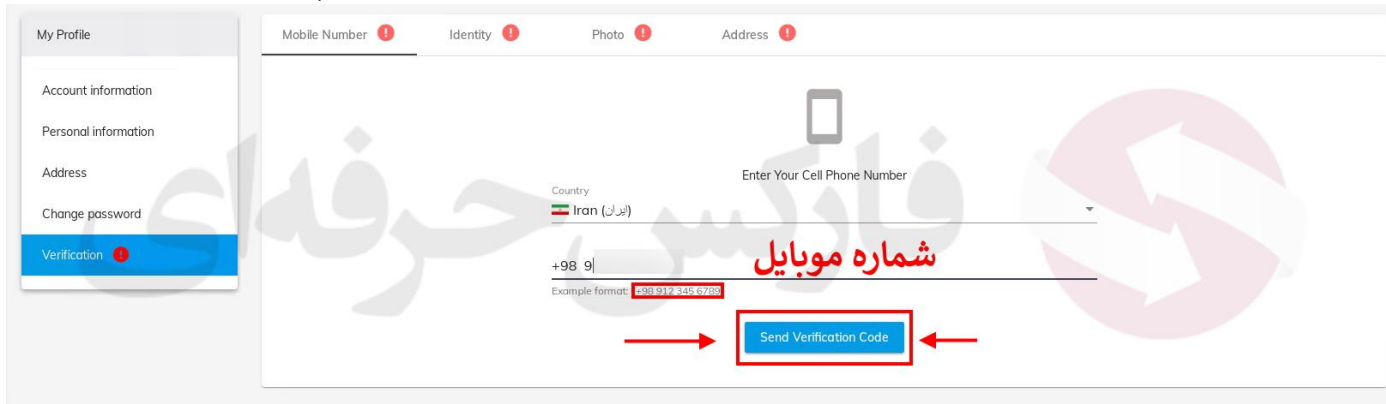 My Profile
Account information
Personal information
Address
Change password
Verification !
Mobile Number !
Identity !
Photo !
Address !
Enter Your Cell Phone Number
Country
Iran (ایران)
+98 9
شماره موبایل
Example format: +98 912 345 6789
Send Verification Code
فارکس حرفه‌ای